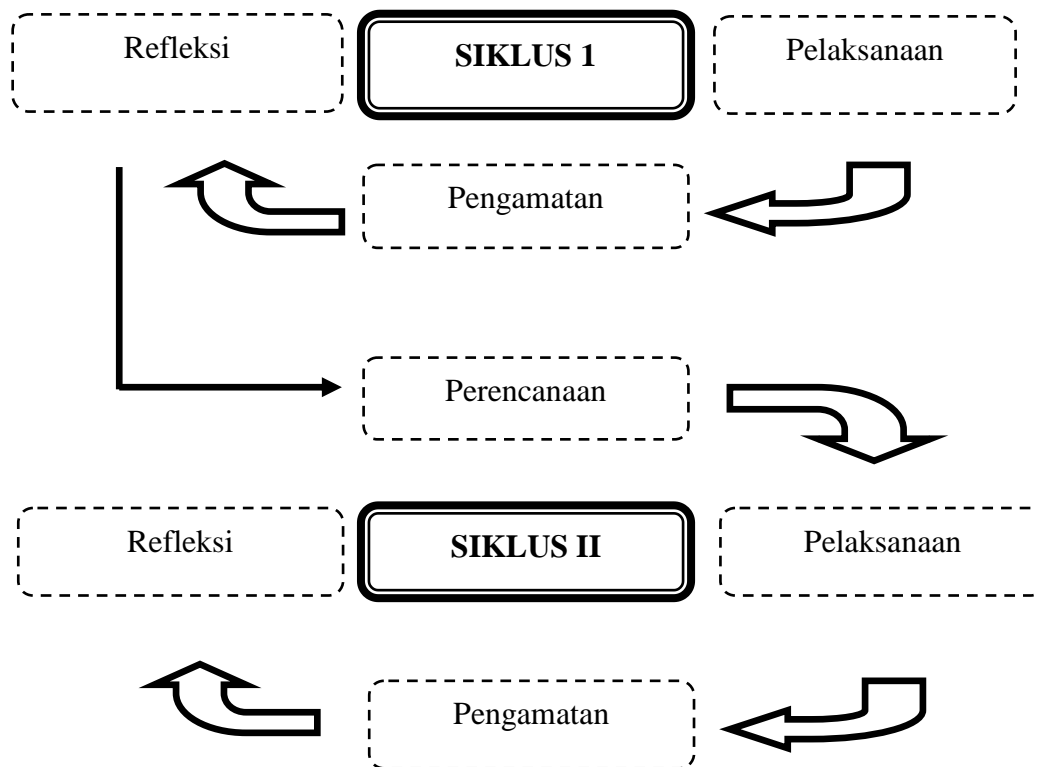 Refleksi
SIKLUS 1
Pelaksanaan
Pengamatan
Perencanaan
Refleksi
SIKLUS II
Pelaksanaan
Pengamatan